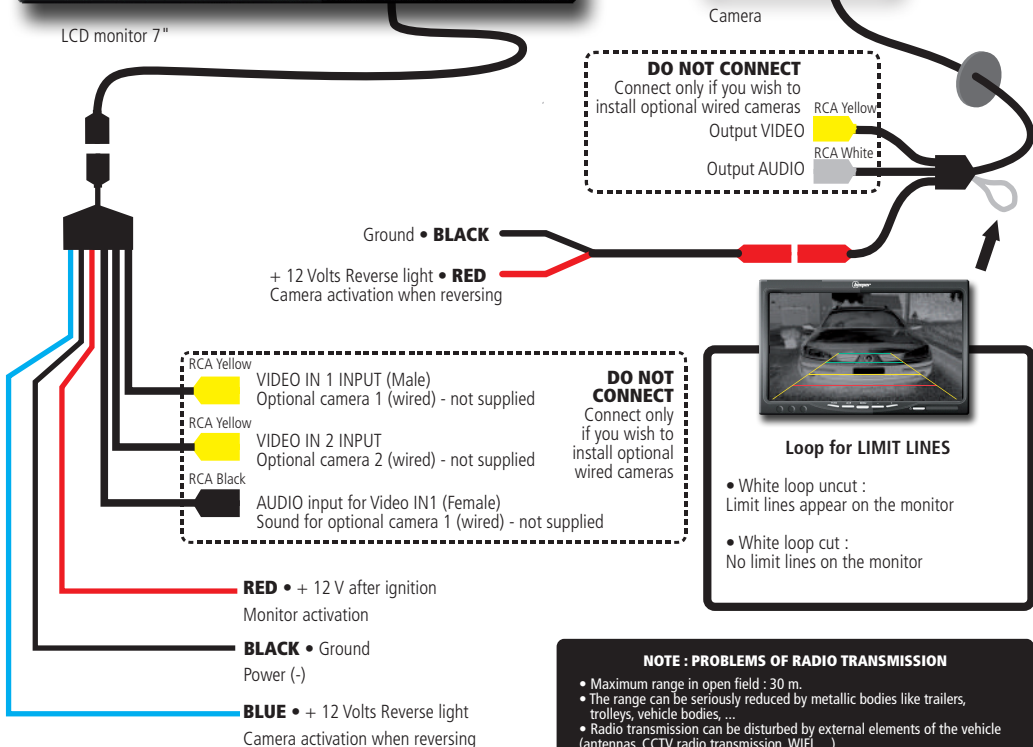 LCD monitor 7"
Camera
DO NOT CONNECT
Connect only if you wish to
install optional wired cameras
RCA Yellow
Output VIDEO
RCA White
Output AUDIO
Ground • BLACK
+ 12 Volts Reverse light • RED
Camera activation when reversing
RCA Yellow
VIDEO IN 1 INPUT (Male)
Optional camera 1 (wired) - not supplied
RCA Yellow
VIDEO IN 2 INPUT
Optional camera 2 (wired) - not supplied
RCA Black
AUDIO input for Video IN1 (Female)
Sound for optional camera 1 (wired) - not supplied
DO NOT
CONNECT
Connect only
if you wish to
install optional
wired cameras
RED • + 12 V after ignition
Monitor activation
BLACK • Ground
Power (-)
BLUE • + 12 Volts Reverse light
Camera activation when reversing
beeper
Loop for LIMIT LINES
• White loop uncut :
Limit lines appear on the monitor
• White loop cut :
No limit lines on the monitor
NOTE : PROBLEMS OF RADIO TRANSMISSION
• Maximum range in open field : 30 m.
• The range can be seriously reduced by metallic bodies like trailers,
trolleys, vehicle bodies, ...
• Radio transmission can be disturbed by external elements of the vehicle
(antennas, CCTV radio transmission, WIFI, ...)